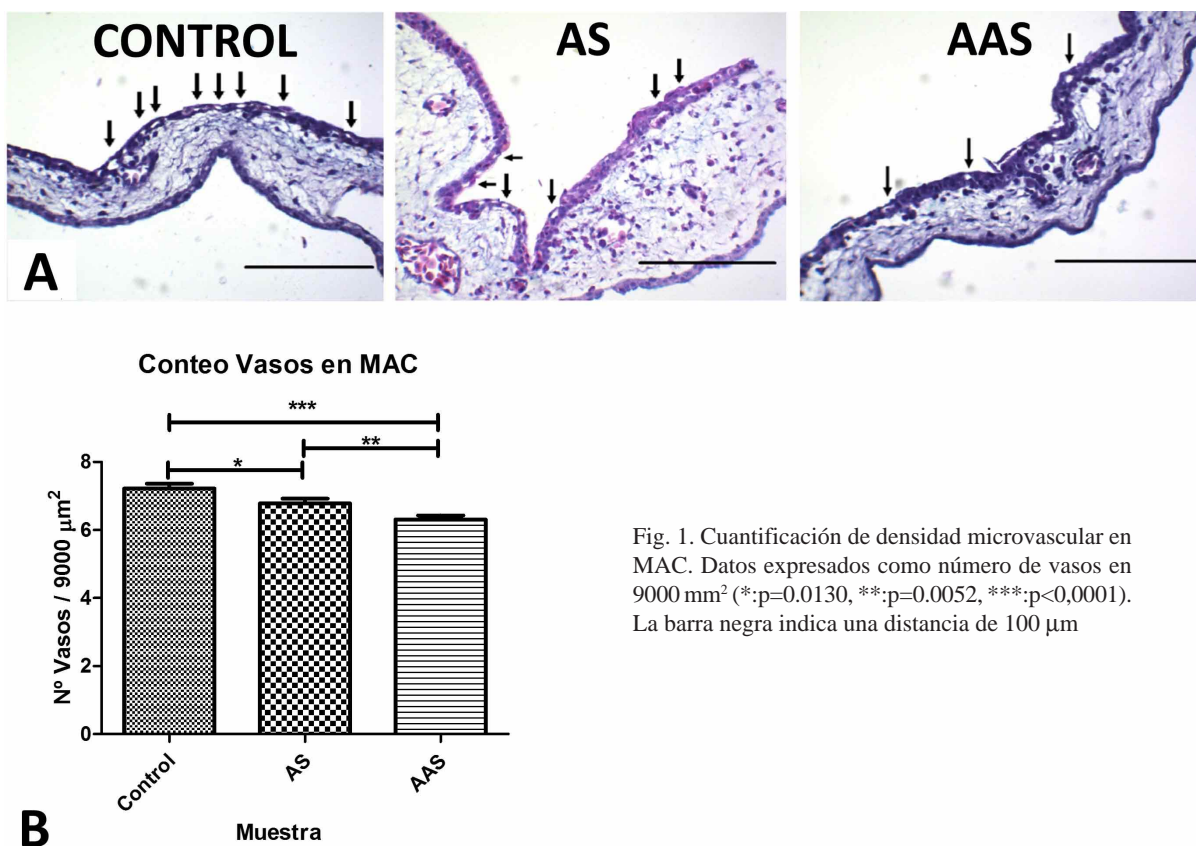 CONTROL
AS
AAS
A
Conteo Vasos en MAC
***
**
*
Nº Vasos / 9000 µm²
8
6
4
2
0
Control
AS
AAS
Muestra
B
Fig. 1. Cuantificación de densidad microvascular en
MAC. Datos expresados como número de vasos en
9000 mm² (*:p=0.0130, **:p=0.0052, ***:p<0,0001).
La barra negra indica una distancia de 100 µm